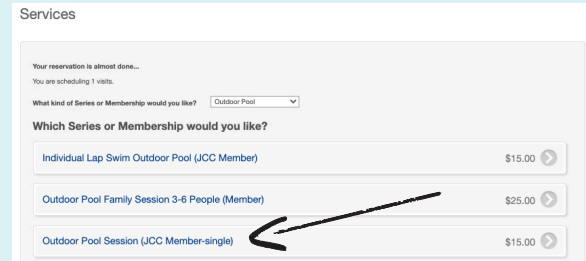 Services
Your reservation is almost done...
You are scheduling 1 visits.
What kind of Series or Membership would you like? Outdoor Pool
Which Series or Membership would you like?
Individual Lap Swim Outdoor Pool (JCC Member) $15.00
Outdoor Pool Family Session 3-6 People (Member) $25.00
Outdoor Pool Session (JCC Member-single) $15.00